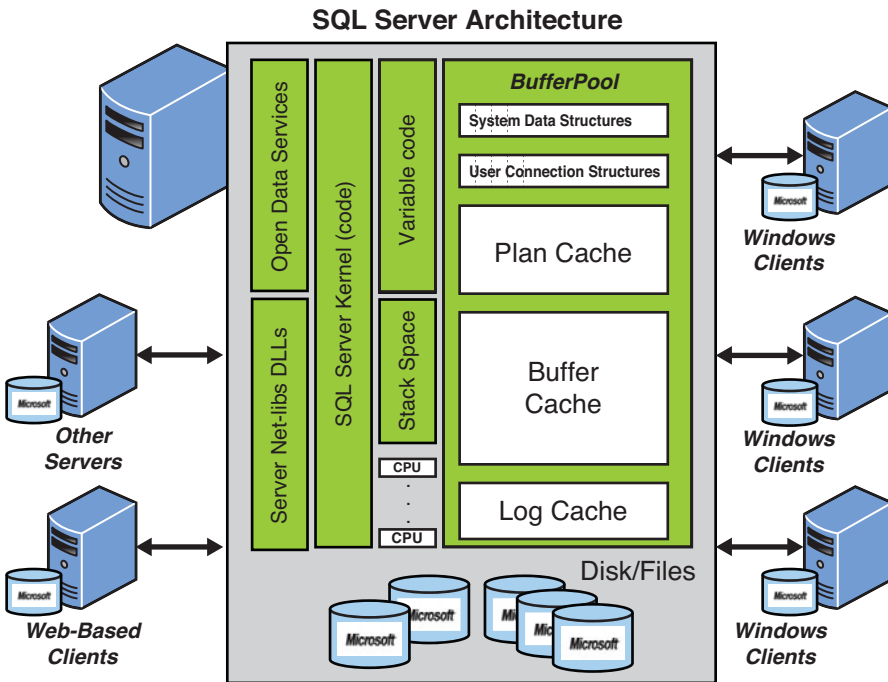 SQL Server Architecture
Open Data Services
Server Net-libs DLLs
SQL Server Kernel (code)
Variable code
Stack Space
CPU
.
.
.
CPU
BufferPool
System Data Structures
User Connection Structures
Plan Cache
Buffer
Cache
Log Cache
Disk/Files
Microsoft
Microsoft
Microsoft
Microsoft
Microsoft
Microsoft
Other
Servers
Microsoft
Web-Based
Clients
Microsoft
Windows
Clients
Microsoft
Windows
Clients
Microsoft
Windows
Clients